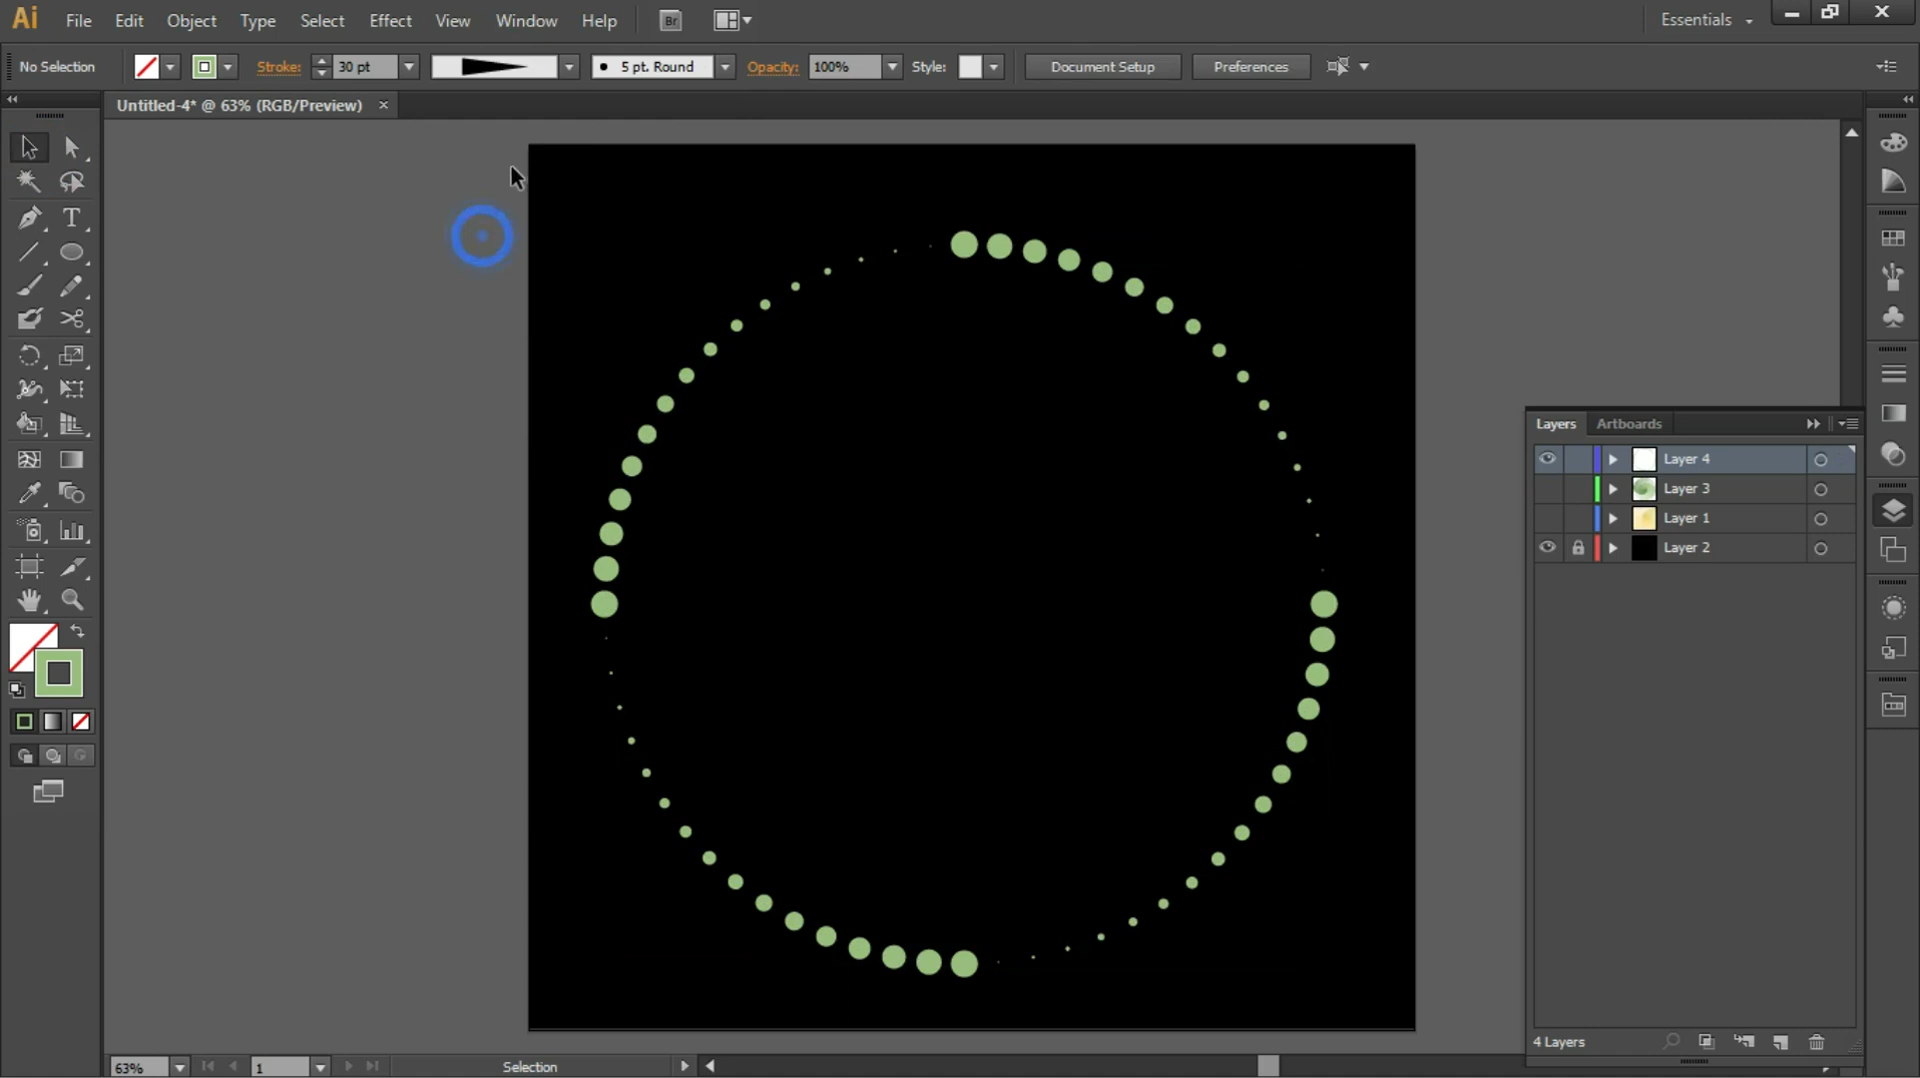 Ai File Edit Object Type Select Effect View Window Help Br Essentials
No Selection Stroke: 30 pt 5 pt. Round Opacity: 100% Style: Document Setup Preferences
Untitled-4* @ 63% (RGB/Preview)
T
Layers Artboards
Layer 4
Layer 3
Layer 1
Layer 2
4 Layers
63% 1 Selection